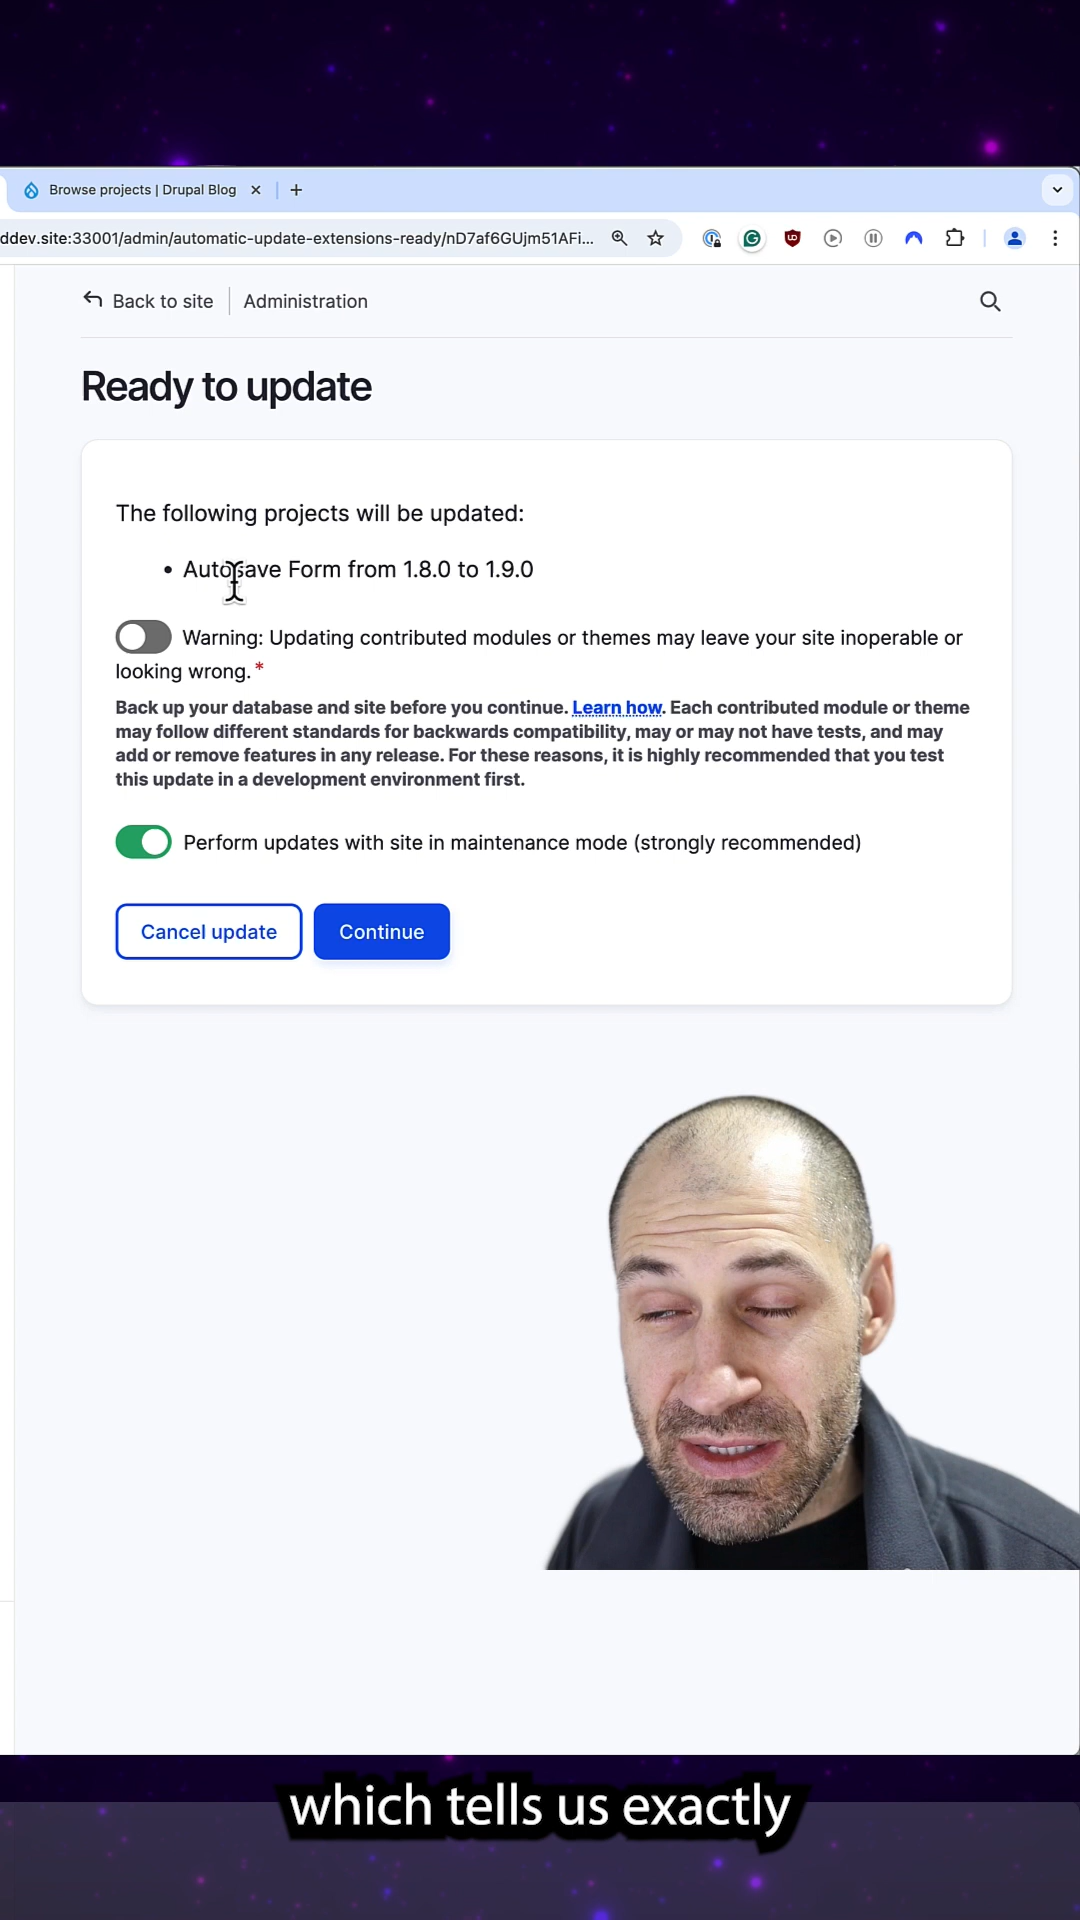 Browse projects | Drupal Blog
ddev.site:33001/admin/automatic-update-extensions-ready/nD7af6GUjm51AFi...
Back to site
Administration
Ready to update
The following projects will be updated:
• Autosave Form from 1.8.0 to 1.9.0
Warning: Updating contributed modules or themes may leave your site inoperable or
looking wrong. *
Back up your database and site before you continue. Learn how. Each contributed module or theme
may follow different standards for backwards compatibility, may or may not have tests, and may
add or remove features in any release. For these reasons, it is highly recommended that you test
this update in a development environment first.
Perform updates with site in maintenance mode (strongly recommended)
Cancel update
Continue
which tells us exactly